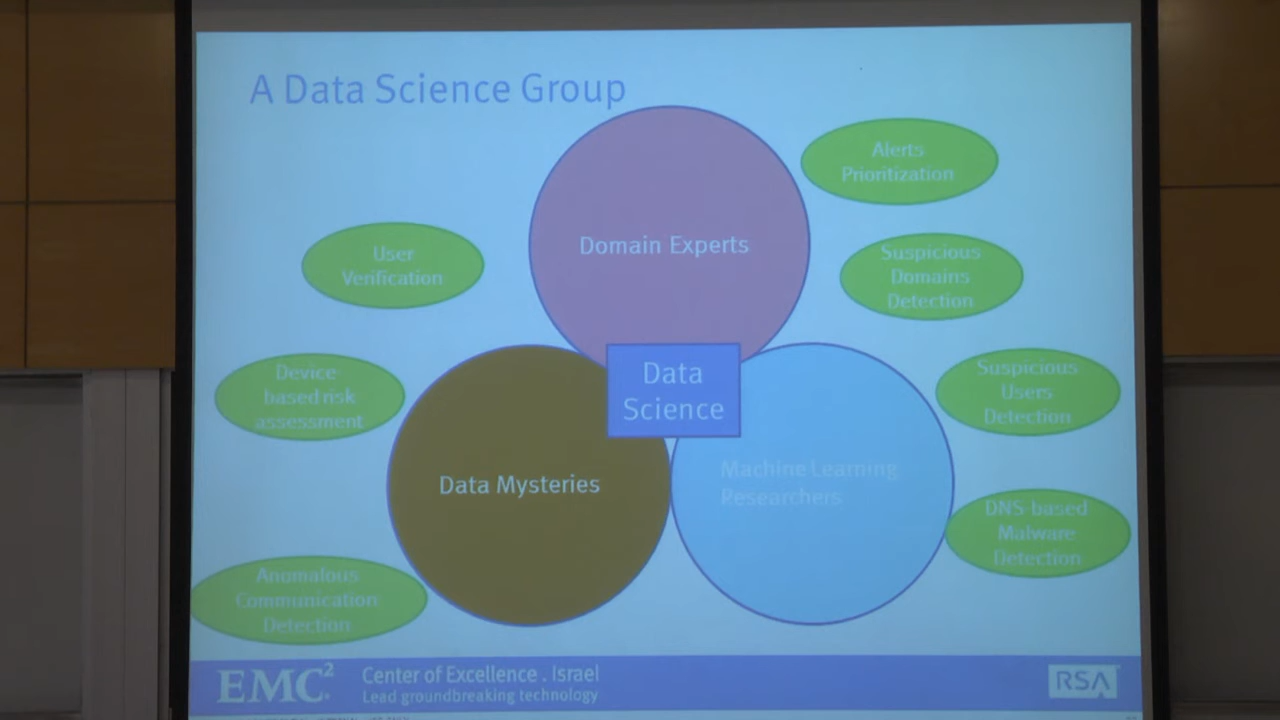 A Data Science Group
Alerts
Prioritization
Domain Experts
User
Verification
Suspicious
Domains
Detection
Device-
based risk
assessment
Data
Science
Suspicious
Users
Detection
Data Mysteries
Machine Learning
Researchers
DNS-based
Malware
Detection
Anomalous
Communication
Detection
EMC²
Center of Excellence . Israel
Lead groundbreaking technology
RSA